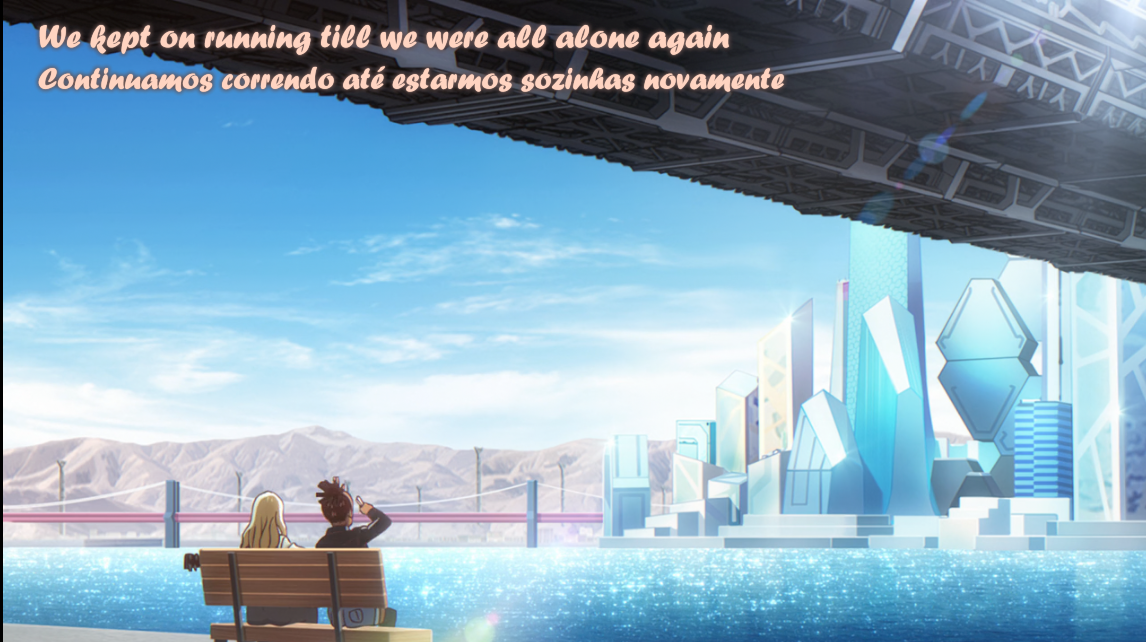 We kept on running till we were all alone again
Continuamos correndo até estarmos sozinhas novamente